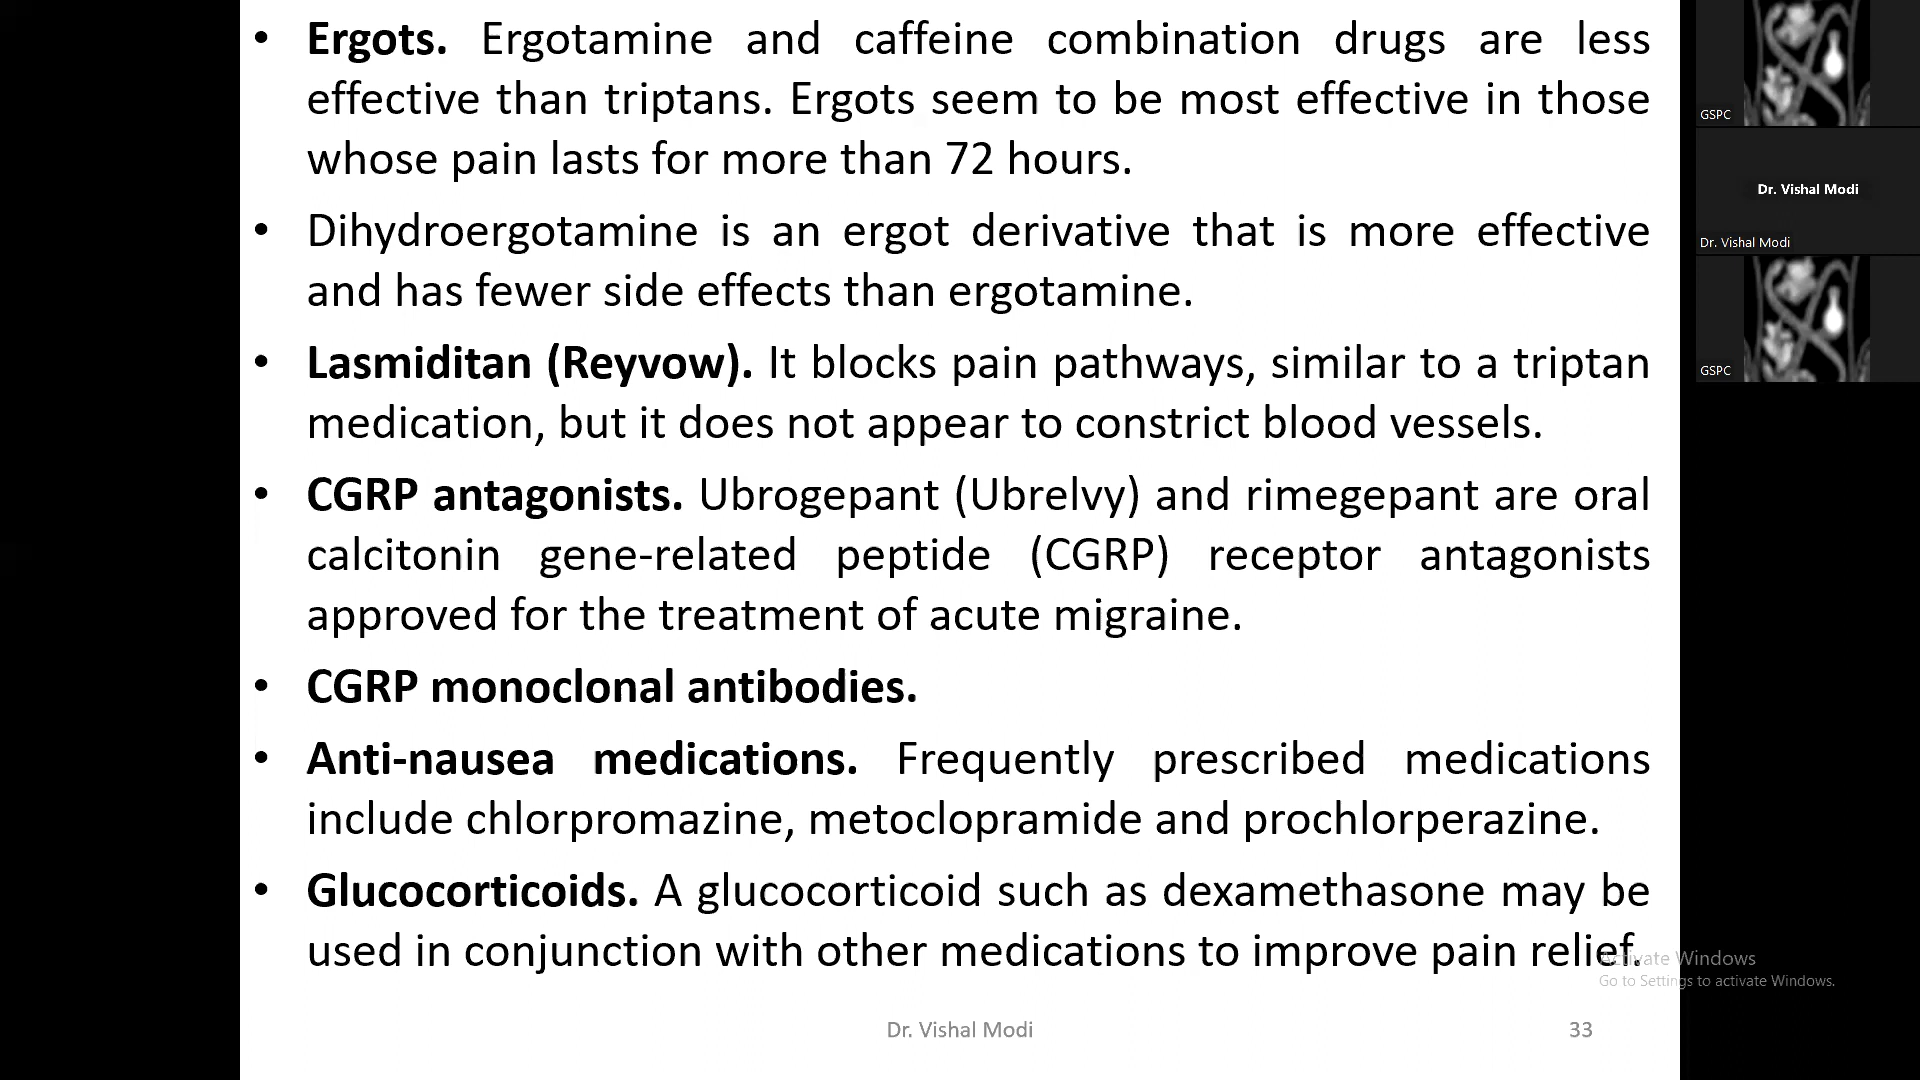 • Ergots. Ergotamine and caffeine combination drugs are less
effective than triptans. Ergots seem to be most effective in those
whose pain lasts for more than 72 hours.
• Dihydroergotamine is an ergot derivative that is more effective
and has fewer side effects than ergotamine.
• Lasmiditan (Reyvow). It blocks pain pathways, similar to a triptan
medication, but it does not appear to constrict blood vessels.
• CGRP antagonists. Ubrogepant (Ubrelvy) and rimegepant are oral
calcitonin gene-related peptide (CGRP) receptor antagonists
approved for the treatment of acute migraine.
• CGRP monoclonal antibodies.
• Anti-nausea medications. Frequently prescribed medications
include chlorpromazine, metoclopramide and prochlorperazine.
• Glucocorticoids. A glucocorticoid such as dexamethasone may be
used in conjunction with other medications to improve pain relief.
Dr. Vishal Modi
33
GSPC
Dr. Vishal Modi
Dr. Vishal Modi
GSPC
Activate Windows
Go to Settings to activate Windows.